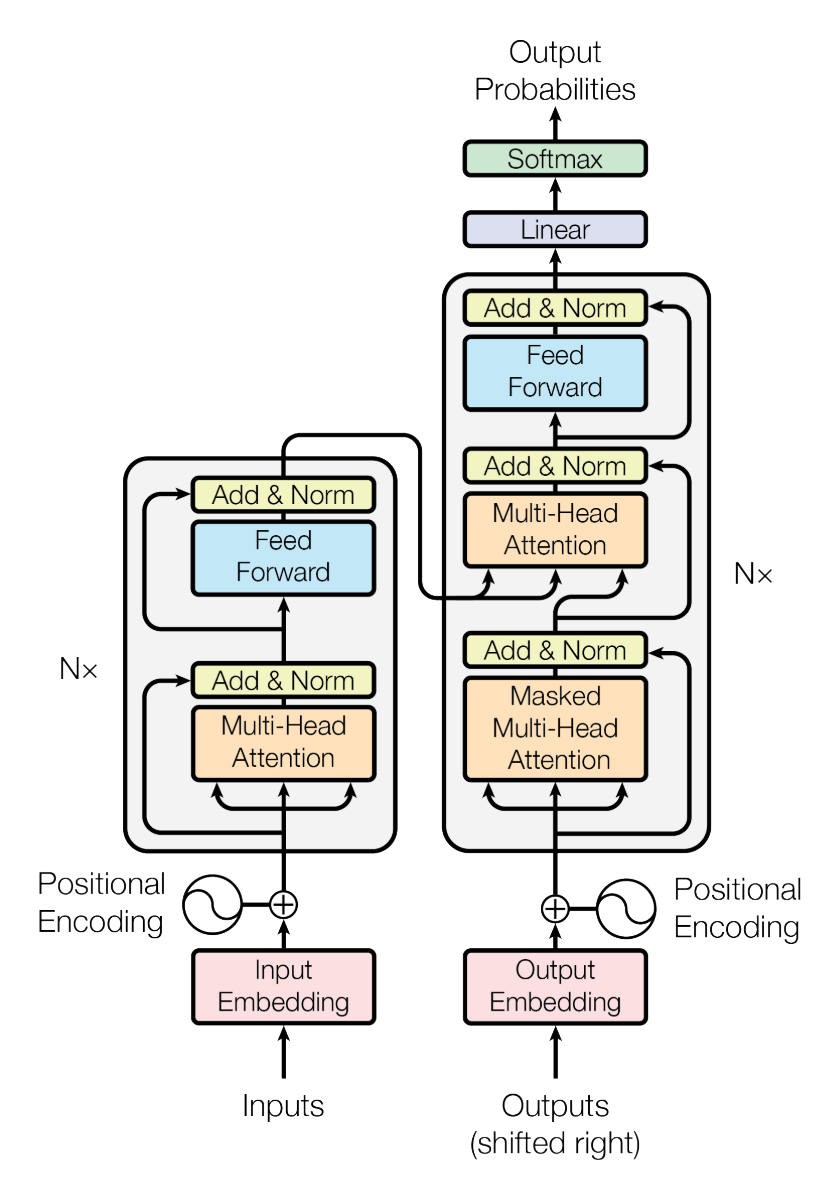 Output
Probabilities
Softmax
Linear
Add & Norm
Feed
Forward
Add & Norm
Multi-Head
Attention
Add & Norm
Masked
Multi-Head
Attention
N×
Add & Norm
Feed
Forward
Add & Norm
Multi-Head
Attention
N×
Positional
Encoding
Positional
Encoding
Input
Embedding
Output
Embedding
Inputs
Outputs
(shifted right)